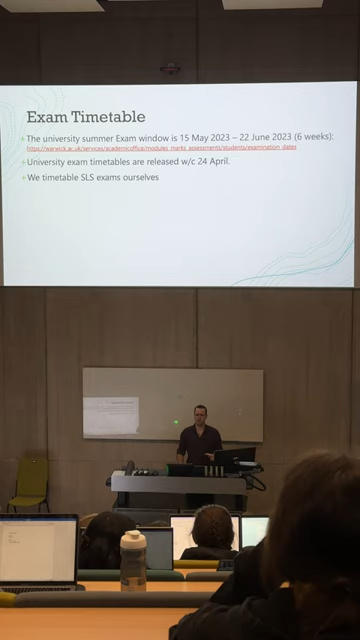 Exam Timetable
The university summer Exam window is 15 May 2023 – 22 June 2023 (6 weeks):
https://warwick.ac.uk/services/academicoffice/modules_marks_assessments/students/examination_dates
University exam timetables are released w/c 24 April.
We timetable SLS exams ourselves